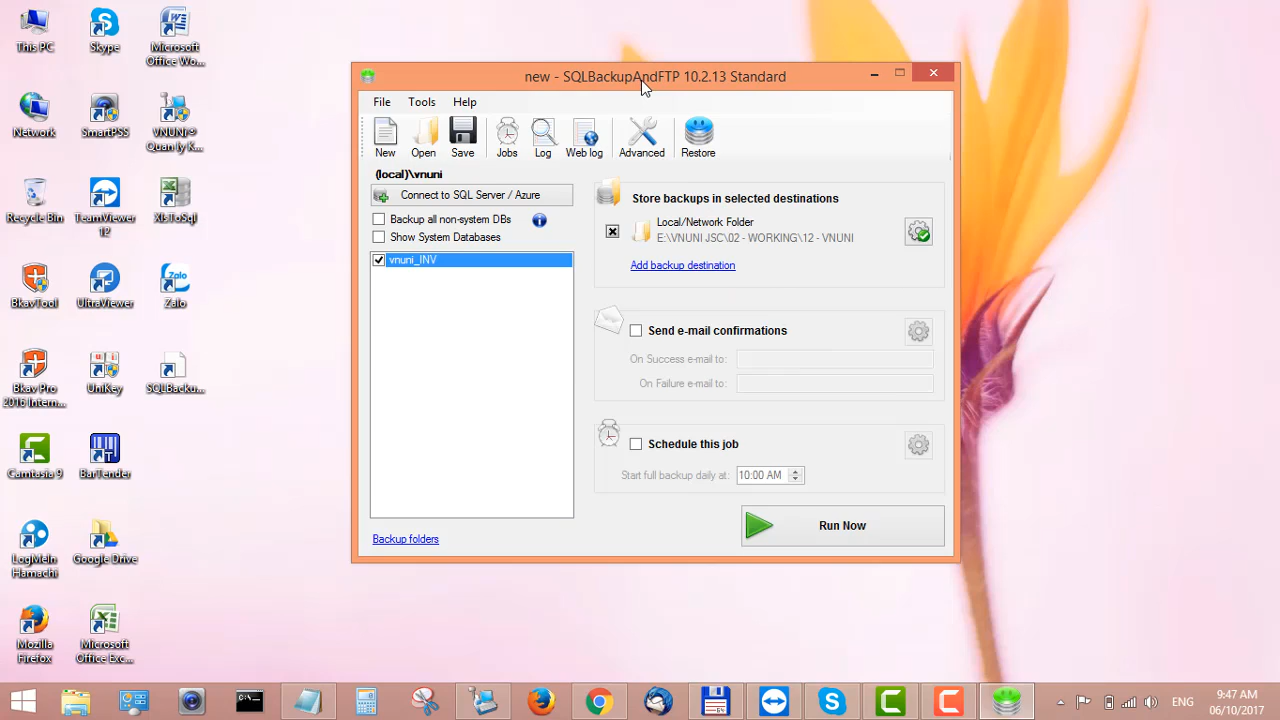 This PC
Skype
Microsoft
Office Wo...
Network
SmartPSS
VNUNI®
Quan ly K...
Recycle Bin
TeamViewer
12
XlsToSql
BkavTool
UltraViewer
Zalo
Bkav Pro
2016 Intern...
UniKey
SQLBacku...
Camtasia 9
BarTender
LogMeIn
Hamachi
Google Drive
Mozilla
Firefox
Microsoft
Office Exc...
new - SQLBackupAndFTP 10.2.13 Standard
File Tools Help
New Open Save Jobs Log Web log Advanced Restore
(local)\vnuni
Connect to SQL Server / Azure
Backup all non-system DBs
Show System Databases
vnuni_INV
Backup folders
Store backups in selected destinations
Local/Network Folder
E:\VNUNI JSC\02 - WORKING\12 - VNUNI
Add backup destination
Send e-mail confirmations
On Success e-mail to:
On Failure e-mail to:
Schedule this job
Start full backup daily at: 10:00 AM
Run Now
ENG
9:47 AM
06/10/2017